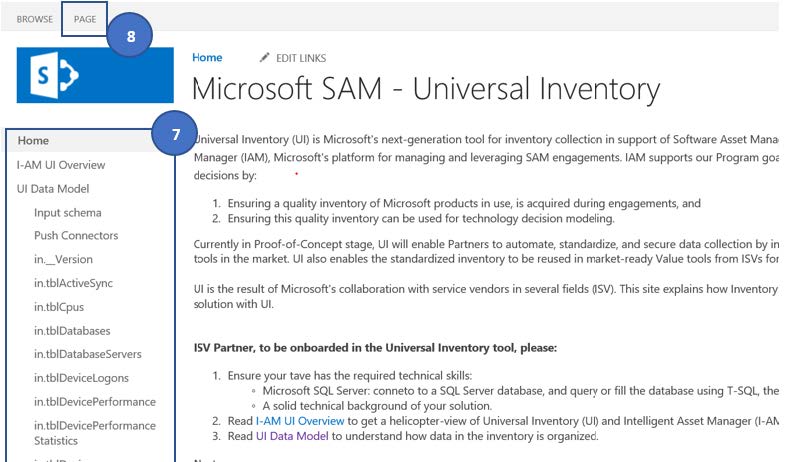 BROWSE PAGE
8
S
Home EDIT LINKS
Microsoft SAM - Universal Inventory
7
Home
I-AM UI Overview
UI Data Model
Input schema
Push Connectors
in.__Version
in.tblActiveSync
in.tblCpus
in.tblDatabases
in.tblDatabaseServers
in.tblDeviceLogons
in.tblDevicePerformance
in.tblDevicePerformance
Statistics
Universal Inventory (UI) is Microsoft's next-generation tool for inventory collection in support of Software Asset Mana
Manager (IAM), Microsoft's platform for managing and leveraging SAM engagements. IAM supports our Program goa
decisions by:
1. Ensuring a quality inventory of Microsoft products in use, is acquired during engagements, and
2. Ensuring this quality inventory can be used for technology decision modeling.
Currently in Proof-of-Concept stage, UI will enable Partners to automate, standardize, and secure data collection by in
tools in the market. UI also enables the standardized inventory to be reused in market-ready Value tools from ISVs for
UI is the result of Microsoft's collaboration with service vendors in several fields (ISV). This site explains how Inventory
solution with UI.
ISV Partner, to be onboarded in the Universal Inventory tool, please:
1. Ensure your tave has the required technical skills:
◦ Microsoft SQL Server: conneto to a SQL Server database, and query or fill the database using T-SQL, the
◦ A solid technical background of your solution.
2. Read I-AM UI Overview to get a helicopter-view of Universal Inventory (UI) and Intelligent Asset Manager (I-AM
3. Read UI Data Model to understand how data in the inventory is organized.